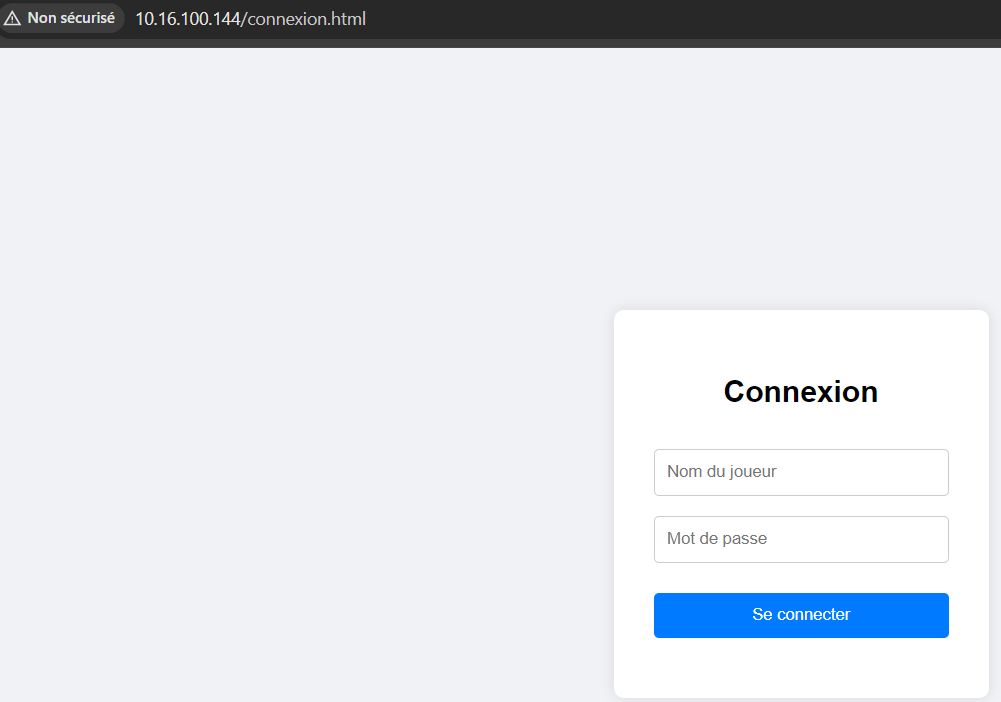 Non sécurisé 10.16.100.144/connexion.html
Connexion
Nom du joueur
Mot de passe
Se connecter